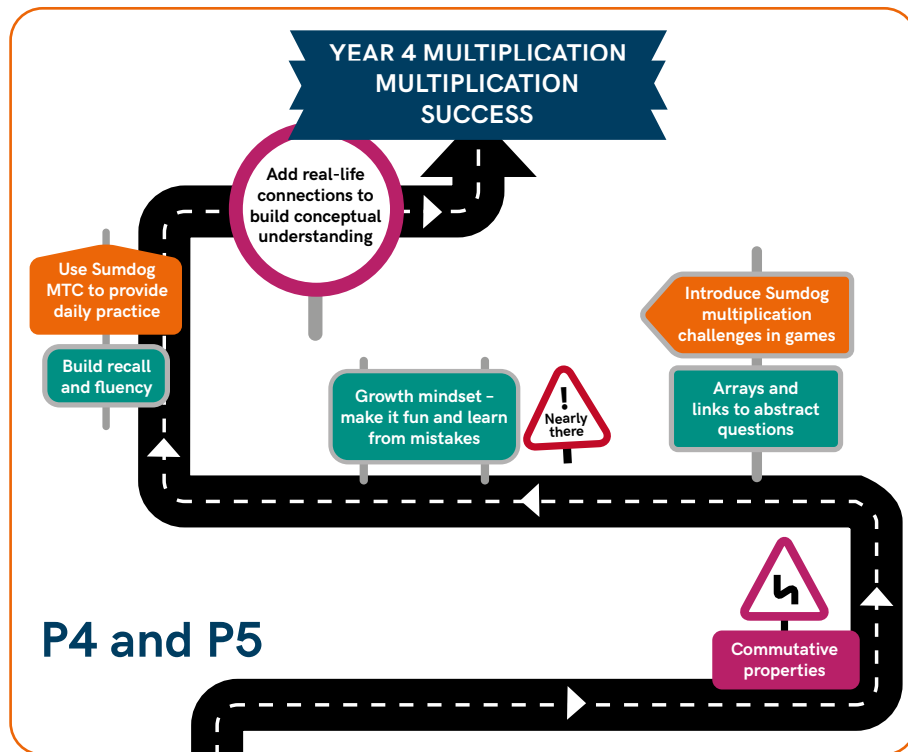 YEAR 4 MULTIPLICATION
MULTIPLICATION
SUCCESS
Add real-life
connections to
build conceptual
understanding
Use Sumdog
MTC to provide
daily practice
Build recall
and fluency
Growth mindset –
make it fun and learn
from mistakes
!
Nearly
there
Introduce Sumdog
multiplication
challenges in games
Arrays and
links to abstract
questions
P4 and P5
Commutative
properties